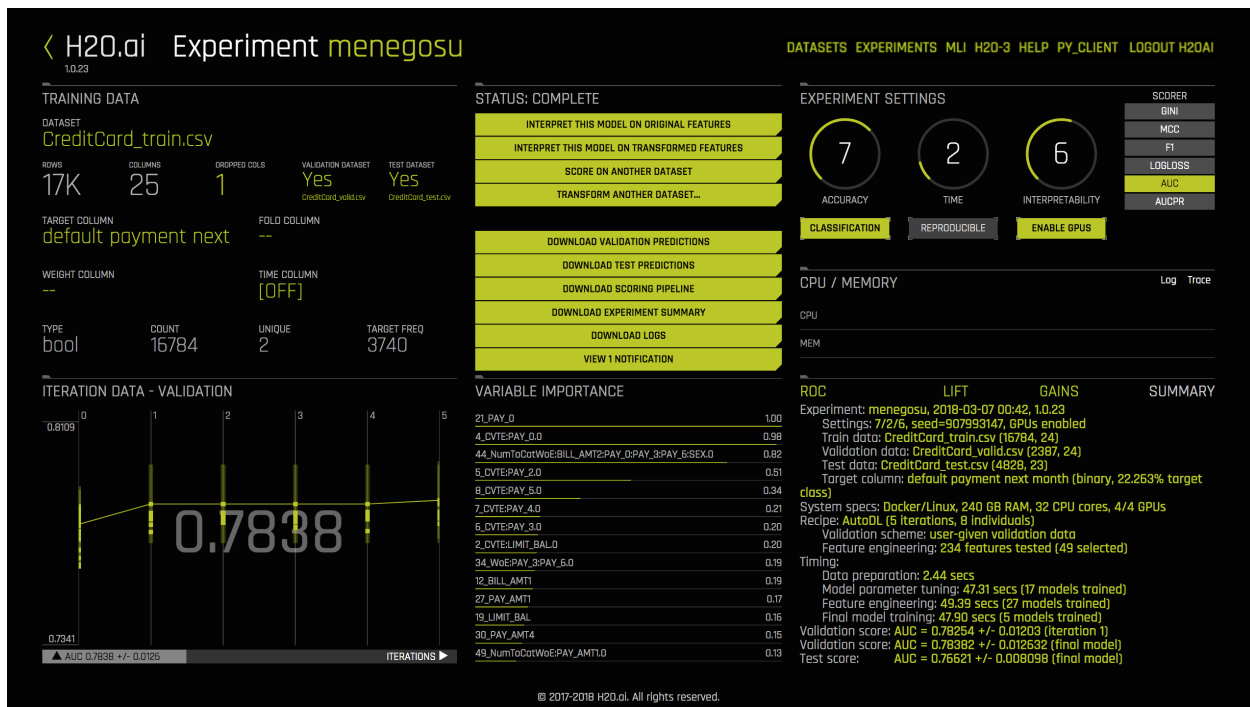 H2O.ai Experiment menegosu
1.0.23
DATASETS EXPERIMENTS MLI H2O-3 HELP PY_CLIENT LOGOUT H2OAI
TRAINING DATA
DATASET
CreditCard_train.csv
ROWS COLUMNS DROPPED COLS VALIDATION DATASET TEST DATASET
17K 25 1 Yes Yes
CreditCard_valid.csv CreditCard_test.csv
TARGET COLUMN FOLD COLUMN
default payment next --
WEIGHT COLUMN TIME COLUMN
-- [OFF]
TYPE COUNT UNIQUE TARGET FREQ
bool 16784 2 3740
STATUS: COMPLETE
INTERPRET THIS MODEL ON ORIGINAL FEATURES
INTERPRET THIS MODEL ON TRANSFORMED FEATURES
SCORE ON ANOTHER DATASET
TRANSFORM ANOTHER DATASET...
DOWNLOAD VALIDATION PREDICTIONS
DOWNLOAD TEST PREDICTIONS
DOWNLOAD SCORING PIPELINE
DOWNLOAD EXPERIMENT SUMMARY
DOWNLOAD LOGS
VIEW 1 NOTIFICATION
EXPERIMENT SETTINGS
7 2 6
ACCURACY TIME INTERPRETABILITY
CLASSIFICATION REPRODUCIBLE ENABLE GPUS
SCORER
GINI
MCC
F1
LOGLOSS
AUC
AUCPR
CPU / MEMORY Log Trace
CPU
MEM
ITERATION DATA - VALIDATION
0 1 2 3 4 5
0.8109
0.7838
0.7341
AUC 0.7838 +/- 0.0126 ITERATIONS
VARIABLE IMPORTANCE
21_PAY_0 1.00
4_CVTE:PAY_0.0 0.98
44_NumToCatWoE:BILL_AMT2:PAY_0:PAY_3:PAY_6:SEX.0 0.82
5_CVTE:PAY_2.0 0.51
8_CVTE:PAY_5.0 0.34
7_CVTE:PAY_4.0 0.21
6_CVTE:PAY_3.0 0.20
2_CVTE:LIMIT_BAL.0 0.20
34_WoE:PAY_3:PAY_6.0 0.19
12_BILL_AMT1 0.19
27_PAY_AMT1 0.17
19_LIMIT_BAL 0.16
30_PAY_AMT4 0.15
49_NumToCatWoE:PAY_AMT1.0 0.13
ROC LIFT GAINS SUMMARY
Experiment: menegosu, 2018-03-07 00:42, 1.0.23
Settings: 7/2/6, seed=907993147, GPUs enabled
Train data: CreditCard_train.csv (16784, 24)
Validation data: CreditCard_valid.csv (2387, 24)
Test data: CreditCard_test.csv (4828, 23)
Target column: default payment next month (binary, 22.263% target
class)
System specs: Docker/Linux, 240 GB RAM, 32 CPU cores, 4/4 GPUs
Recipe: AutoDL (5 iterations, 8 individuals)
Validation scheme: user-given validation data
Feature engineering: 234 features tested (49 selected)
Timing:
Data preparation: 2.44 secs
Model parameter tuning: 47.31 secs (17 models trained)
Feature engineering: 49.39 secs (27 models trained)
Final model training: 47.90 secs (5 models trained)
Validation score: AUC = 0.78254 +/- 0.01203 (iteration 1)
Validation score: AUC = 0.78382 +/- 0.012632 (final model)
Test score: AUC = 0.76621 +/- 0.008098 (final model)
© 2017-2018 H2O.ai. All rights reserved.